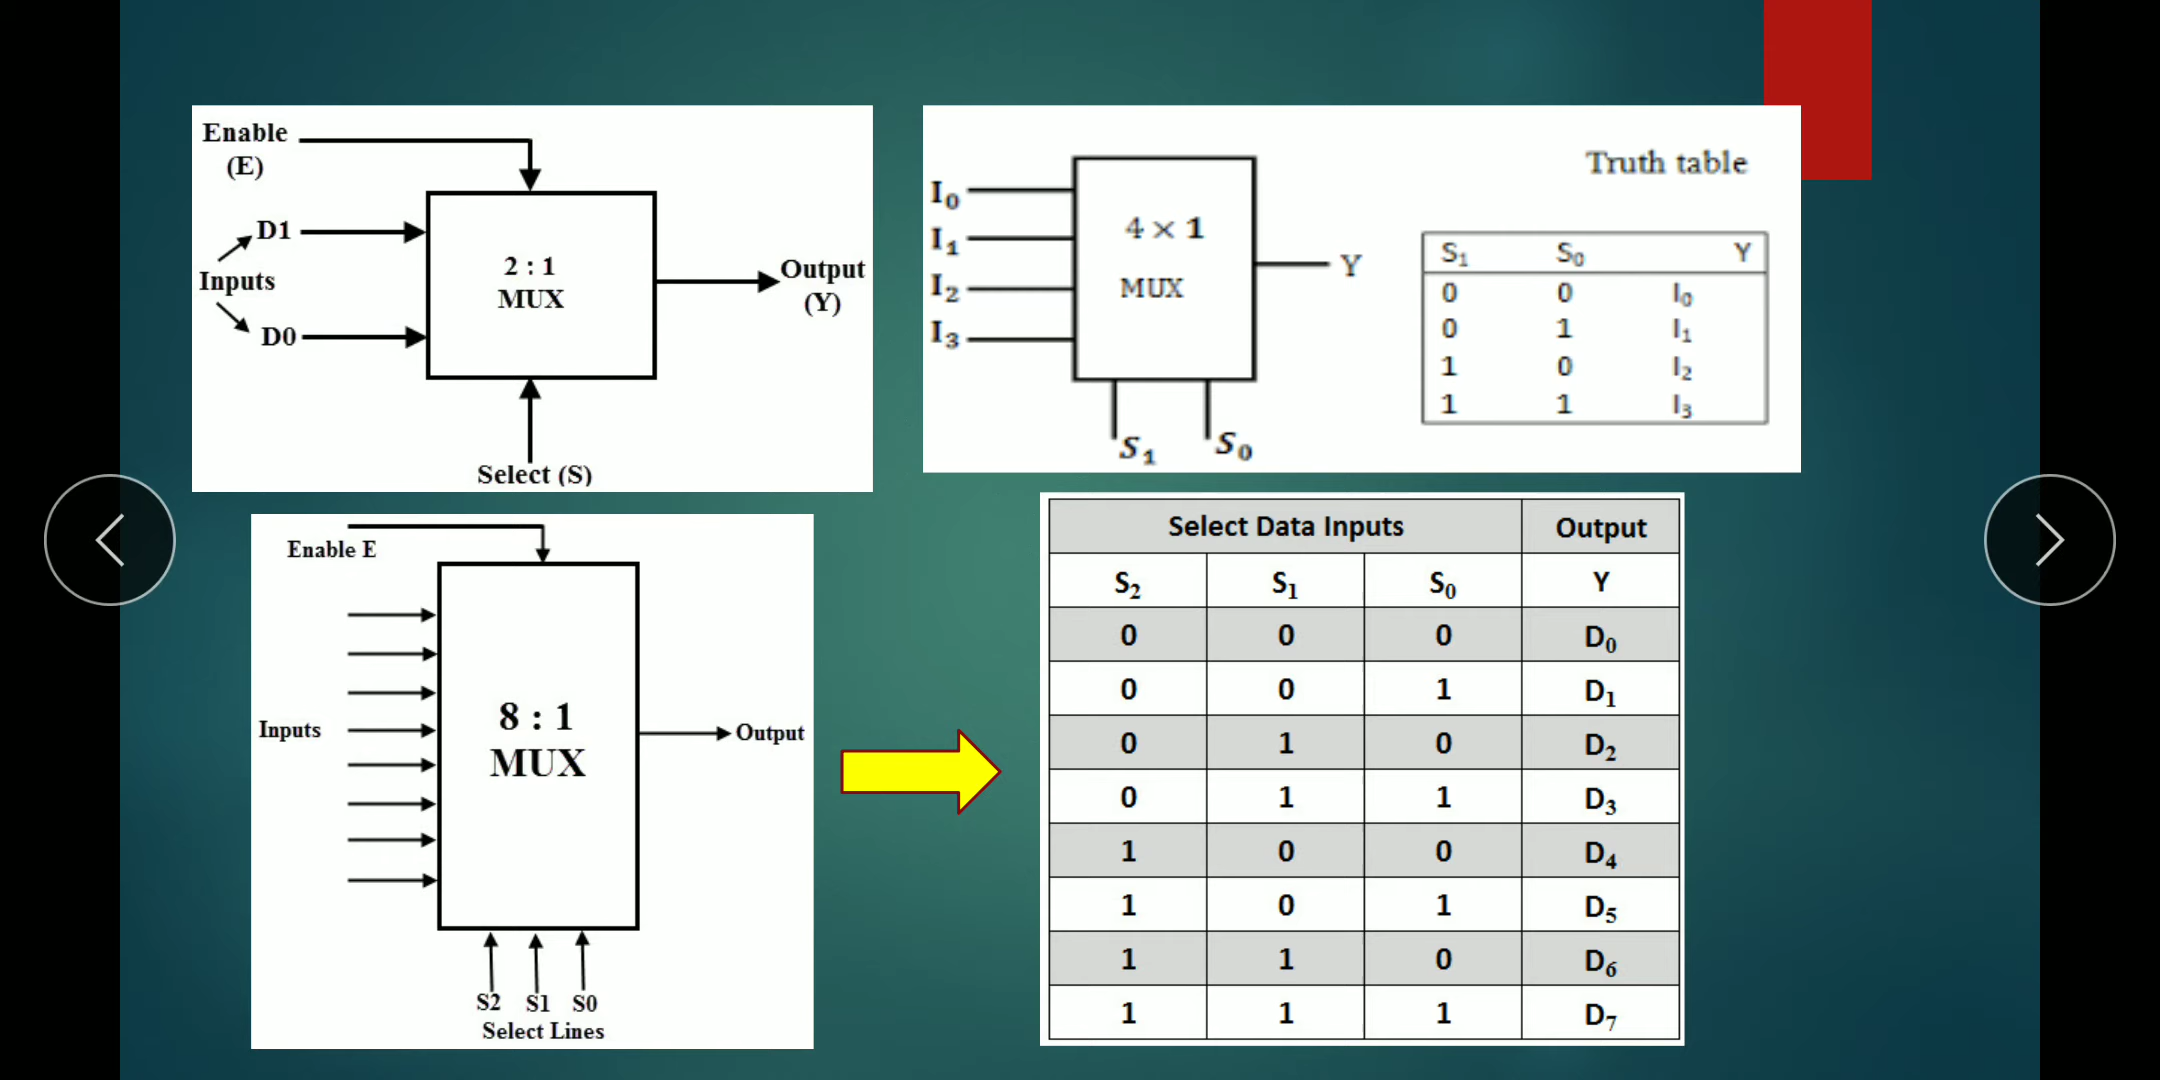 Enable
(E)
D1
Inputs
D0
2 : 1
MUX
Output
(Y)
Select (S)
I₀
I₁
I₂
I₃
4 × 1
MUX
Y
S₁ S₀
Truth table
S₁ S₀ Y
0 0 I₀
0 1 I₁
1 0 I₂
1 1 I₃
Enable E
Inputs
8 : 1
MUX
Output
S2 S1 S0
Select Lines
Select Data Inputs Output
S₂ S₁ S₀ Y
0 0 0 D₀
0 0 1 D₁
0 1 0 D₂
0 1 1 D₃
1 0 0 D₄
1 0 1 D₅
1 1 0 D₆
1 1 1 D₇